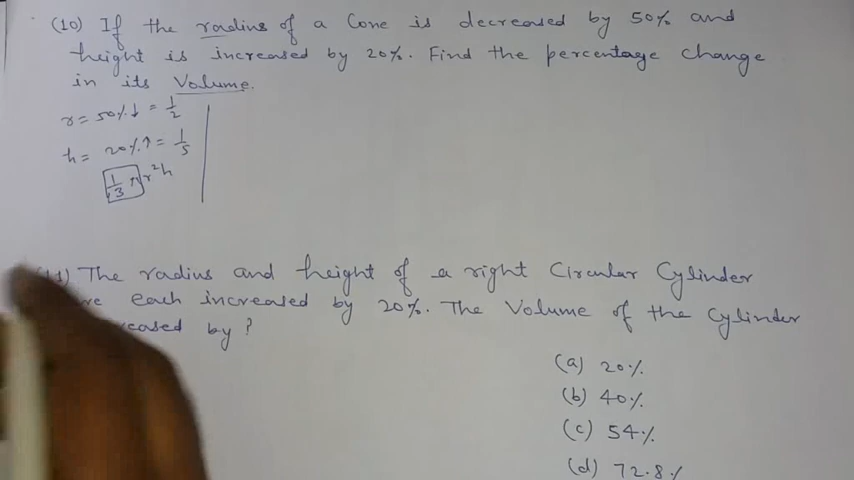 (10) If the radius of a Cone is decreased by 50% and
height is increased by 20%. Find the percentage change
in its Volume.
r = 50%↓ = 1/2
h = 20%↑ = 1/5
1/3 π r²h
The radius and height of a right Circular Cylinder
each increased by 20%. The Volume of the Cylinder
by?
(a) 20%
(b) 40%
(c) 54%
(d) 72.8%